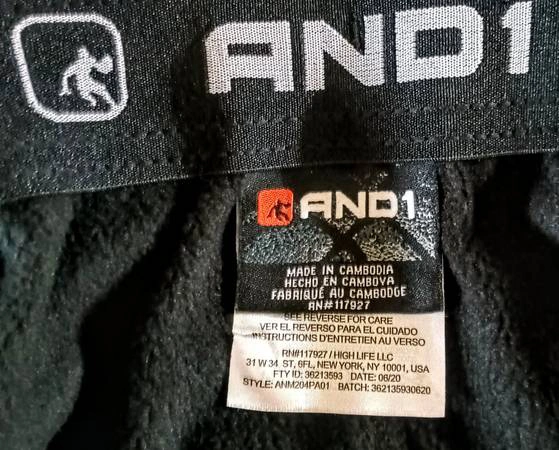 AND1
AND1
MADE IN CAMBODIA
HECHO EN CAMBOYA
FABRIQUÉ AU CAMBODGE
RN#117927
SEE REVERSE FOR CARE
VER EL REVERSO PARA EL CUIDADO
INSTRUCTIONS D'ENTRETIEN AU VERSO
RN#117927 / HIGH LIFE LLC
31 W 34 ST, 6FL, NEW YORK, NY 10001, USA
FTY ID: 36213593 DATE: 06/20
STYLE: ANM204PA01 BATCH: 362135930620